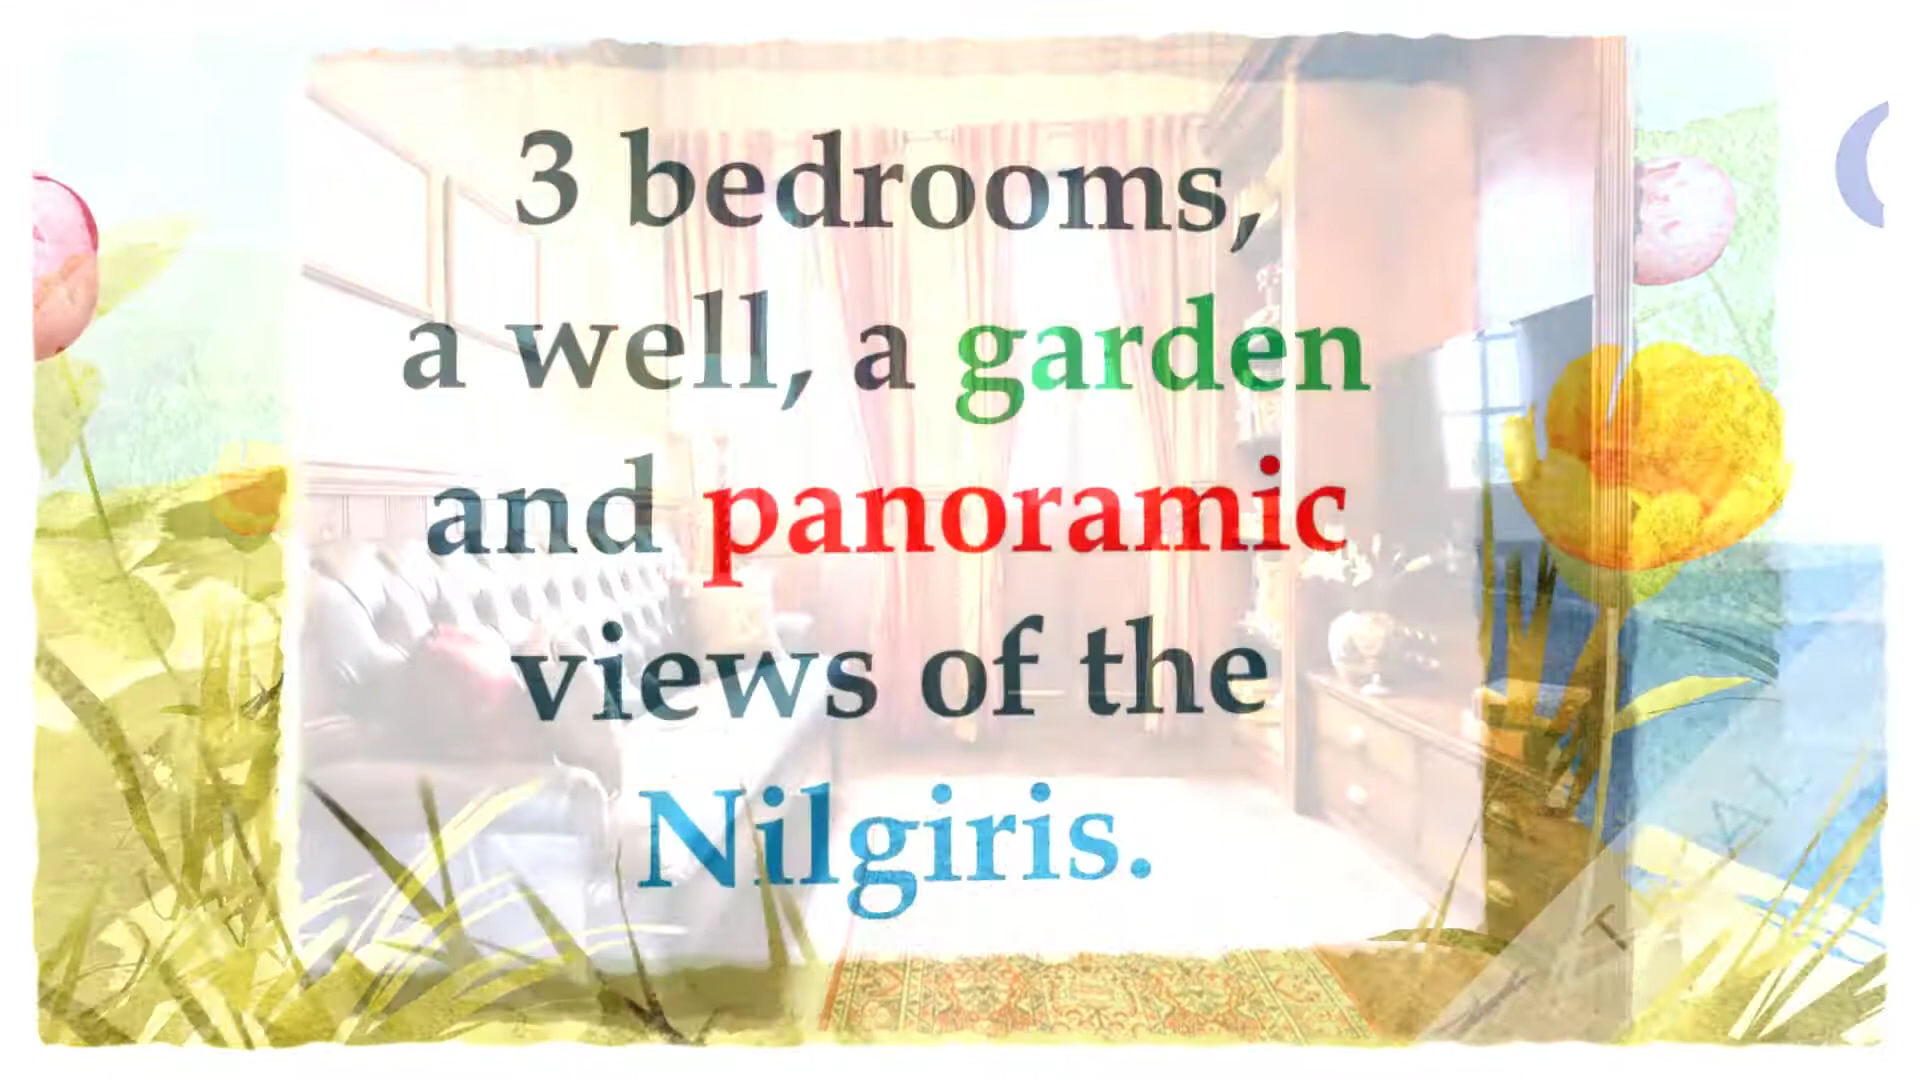 3 bedrooms,
a well, a garden
and panoramic
views of the
Nilgiris.